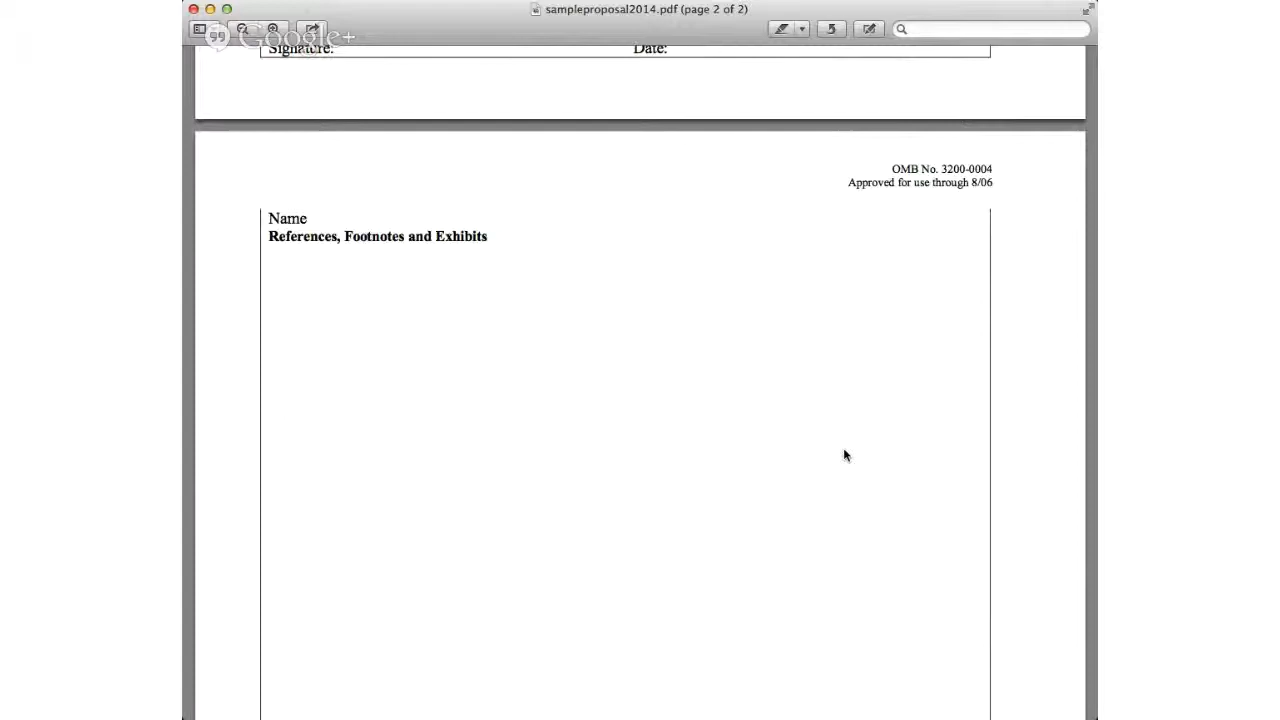 sampleproposal2014.pdf (page 2 of 2)
Google+
Signature: Date:
OMB No. 3200-0004
Approved for use through 8/06
Name
References, Footnotes and Exhibits